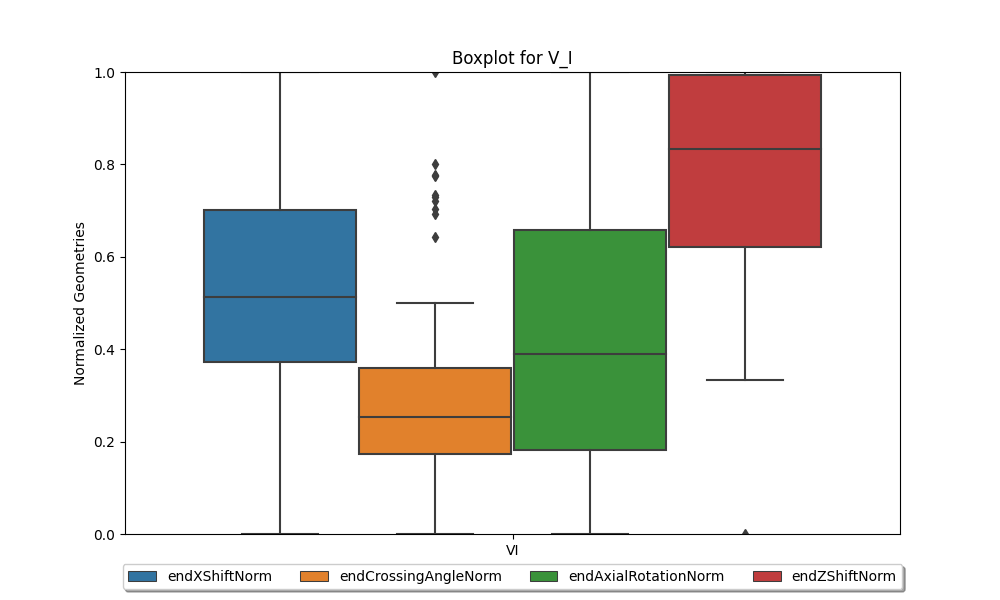 Boxplot for V_I
1.0
0.8
0.6
0.4
0.2
0.0
Normalized Geometries
VI
endXShiftNorm endCrossingAngleNorm endAxialRotationNorm endZShiftNorm